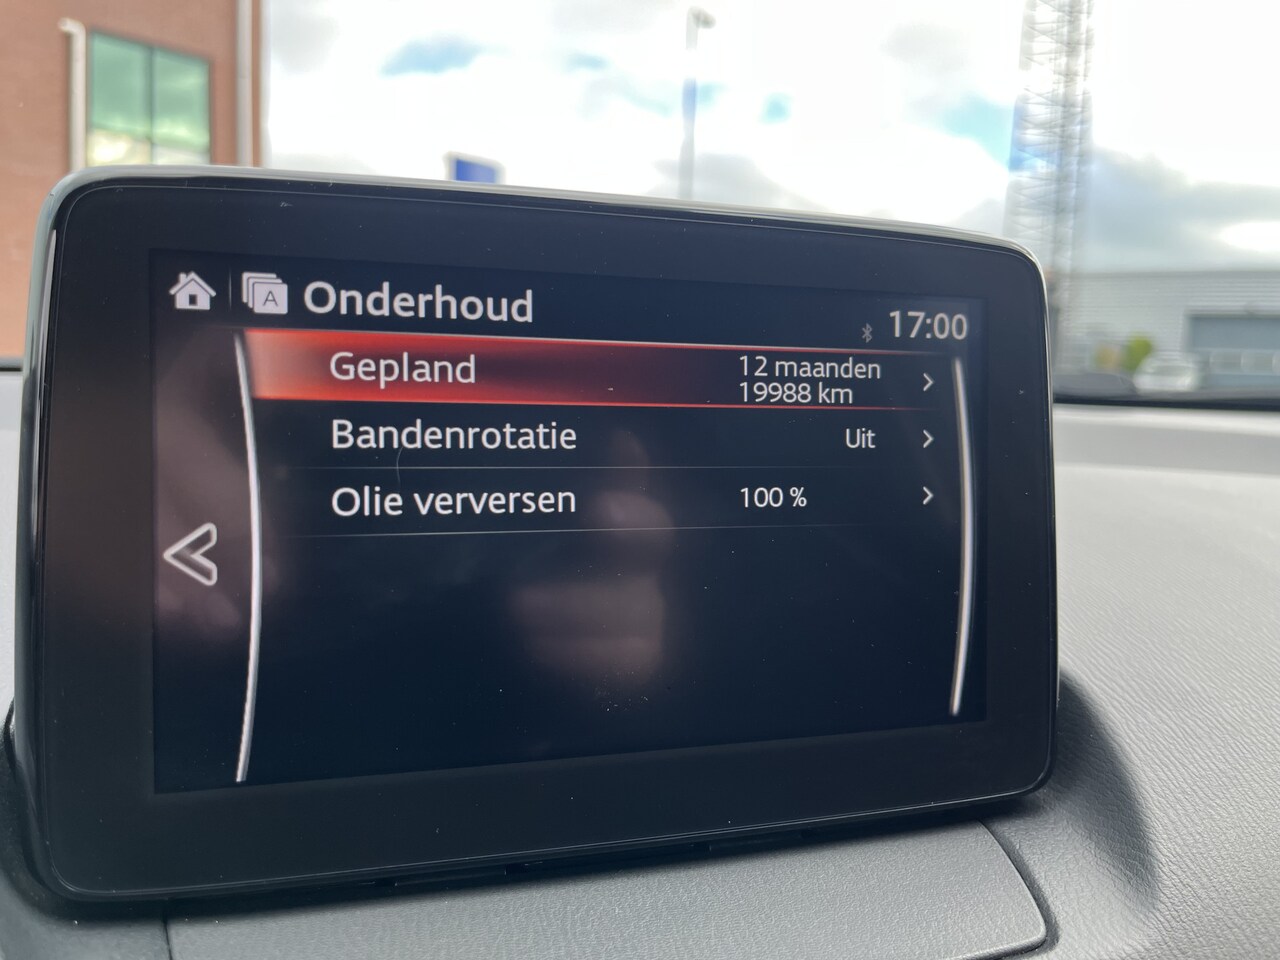 A Onderhoud
17:00
Gepland
12 maanden
19988 km
Bandenrotatie
Uit
Olie verversen
100 %